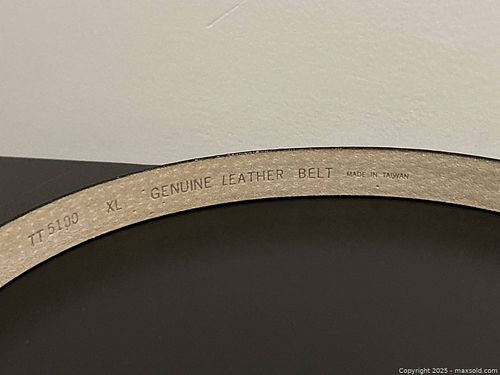 TT5100 XL GENUINE LEATHER BELT MADE IN TAIWAN
Copyright 2025 - maxsold.com